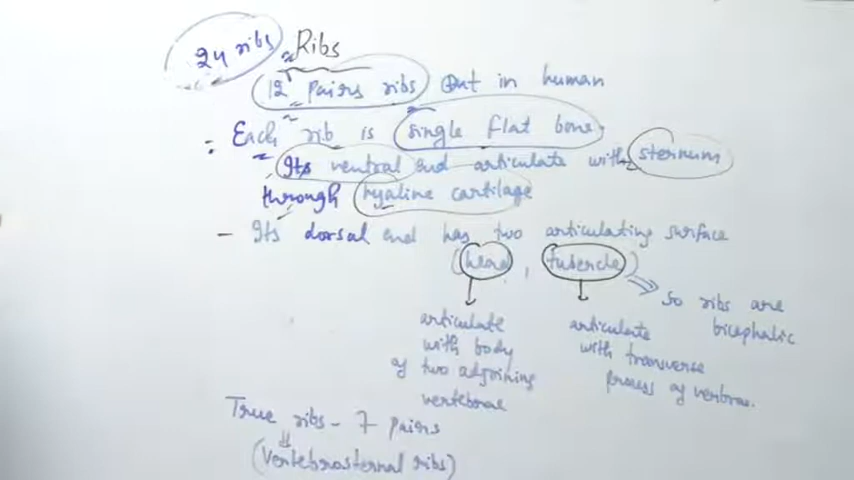 24 ribs
Ribs
12 pairs ribs in human
Each rib is single flat bone.
Its ventral end articulate with sternum
through hyaline cartilage
- Its dorsal end has two articulating surface
(head, tubercle)
so ribs are
bicephalic
articulate
with body
of two adjoining
vertebrae
articulate
with transverse
process of vertbrae.
True ribs - 7 pairs
(Vertebrosternal ribs)